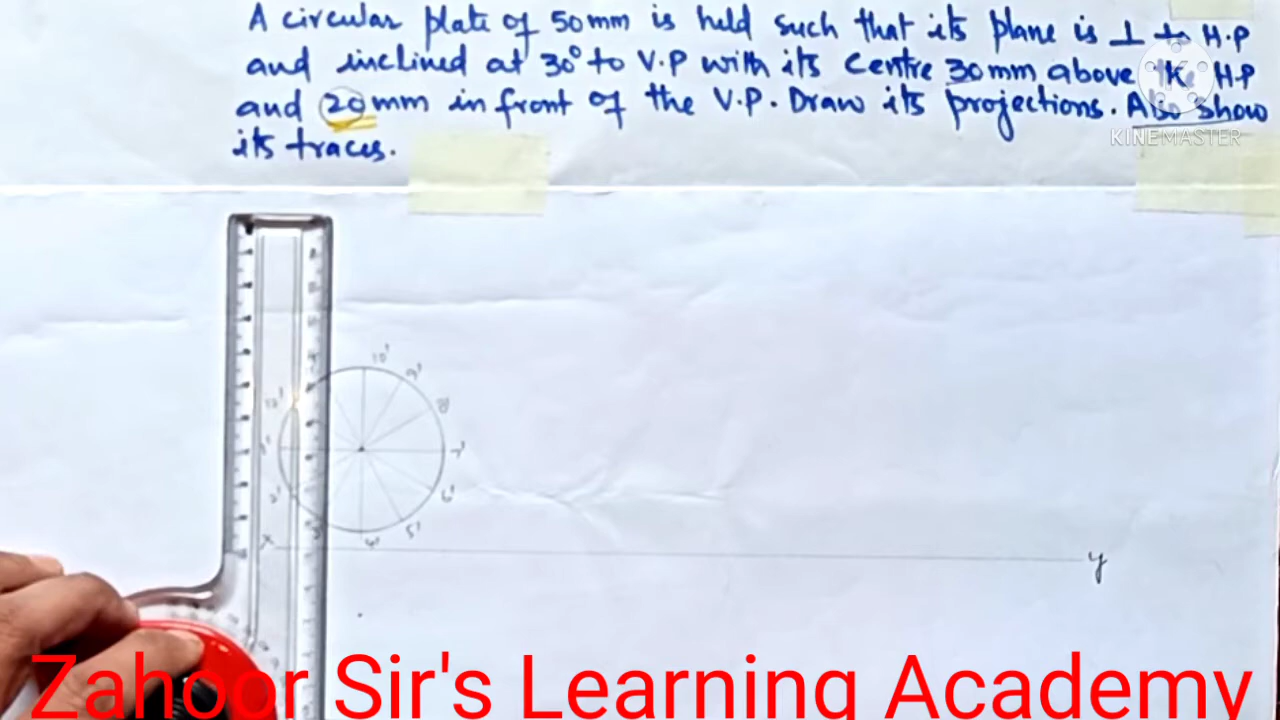 A circular plate of 50mm is held such that its plane is ⊥ to H.P
and inclined at 30° to V.P with its centre 30mm above H.P
and 20mm in front of the V.P. Draw its projections. Also show
its traces.
KINEMASTER
10'
9'
8
12'
1'
7'
2'
6'
3
5'
4'
X
y
Zahoor Sir's Learning Academy